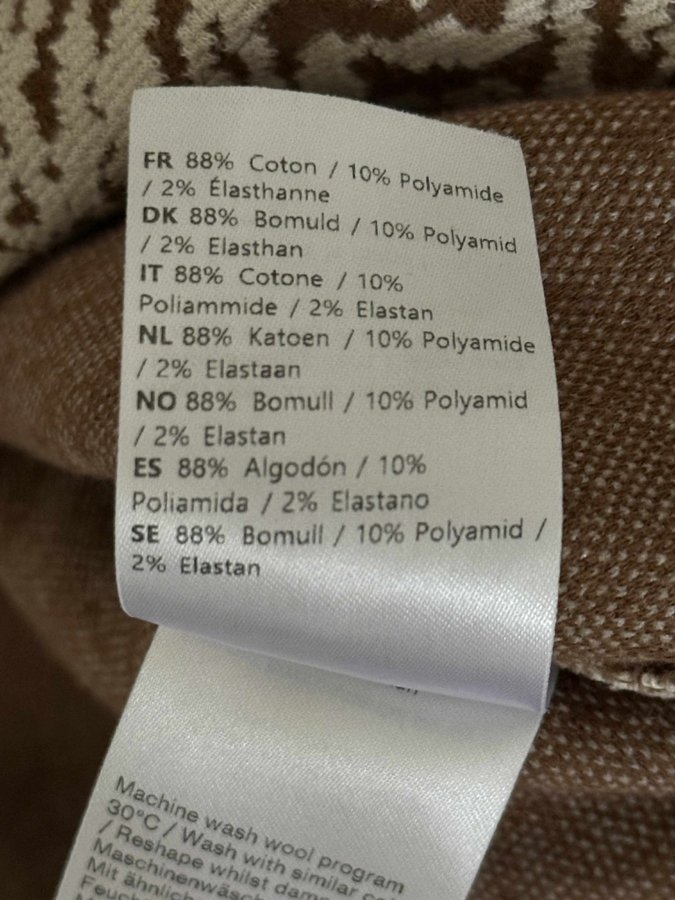 FR 88% Coton / 10% Polyamide
/ 2% Élasthanne
DK 88% Bomuld / 10% Polyamid
/ 2% Elasthan
IT 88% Cotone / 10%
Poliammide / 2% Elastan
NL 88% Katoen / 10% Polyamide
/ 2% Elastaan
NO 88% Bomull / 10% Polyamid
/ 2% Elastan
ES 88% Algodón / 10%
Poliamida / 2% Elastano
SE 88% Bomull / 10% Polyamid /
2% Elastan
Machine wash wool program
30°C / Wash with similar
/ Reshape whilst
Mit